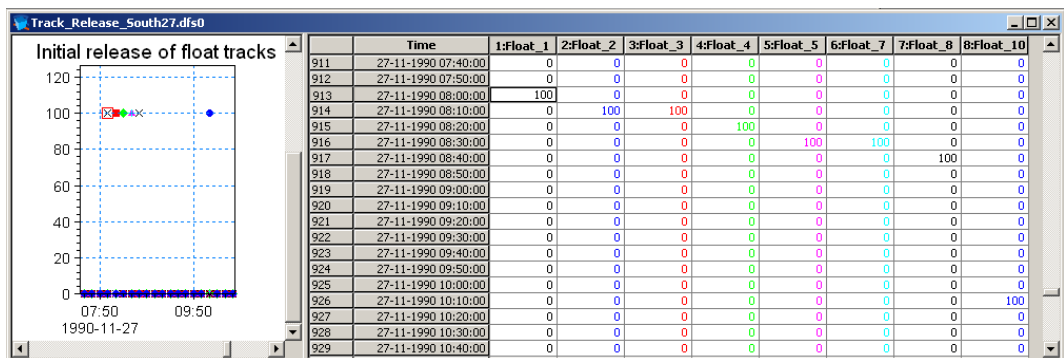 Track_Release_South27.dfs0
Initial release of float tracks
120
100
80
60
40
20
0
07:50 09:50
1990-11-27
Time 1:Float_1 2:Float_2 3:Float_3 4:Float_4 5:Float_5 6:Float_7 7:Float_8 8:Float_10
911 27-11-1990 07:40:00 0 0 0 0 0 0 0 0
912 27-11-1990 07:50:00 0 0 0 0 0 0 0 0
913 27-11-1990 08:00:00 100 0 0 0 0 0 0 0
914 27-11-1990 08:10:00 0 100 100 0 0 0 0 0
915 27-11-1990 08:20:00 0 0 0 100 0 0 0 0
916 27-11-1990 08:30:00 0 0 0 0 100 100 0 0
917 27-11-1990 08:40:00 0 0 0 0 0 0 100 0
918 27-11-1990 08:50:00 0 0 0 0 0 0 0 0
919 27-11-1990 09:00:00 0 0 0 0 0 0 0 0
920 27-11-1990 09:10:00 0 0 0 0 0 0 0 0
921 27-11-1990 09:20:00 0 0 0 0 0 0 0 0
922 27-11-1990 09:30:00 0 0 0 0 0 0 0 0
923 27-11-1990 09:40:00 0 0 0 0 0 0 0 0
924 27-11-1990 09:50:00 0 0 0 0 0 0 0 0
925 27-11-1990 10:00:00 0 0 0 0 0 0 0 0
926 27-11-1990 10:10:00 0 0 0 0 0 0 0 100
927 27-11-1990 10:20:00 0 0 0 0 0 0 0 0
928 27-11-1990 10:30:00 0 0 0 0 0 0 0 0
929 27-11-1990 10:40:00 0 0 0 0 0 0 0 0